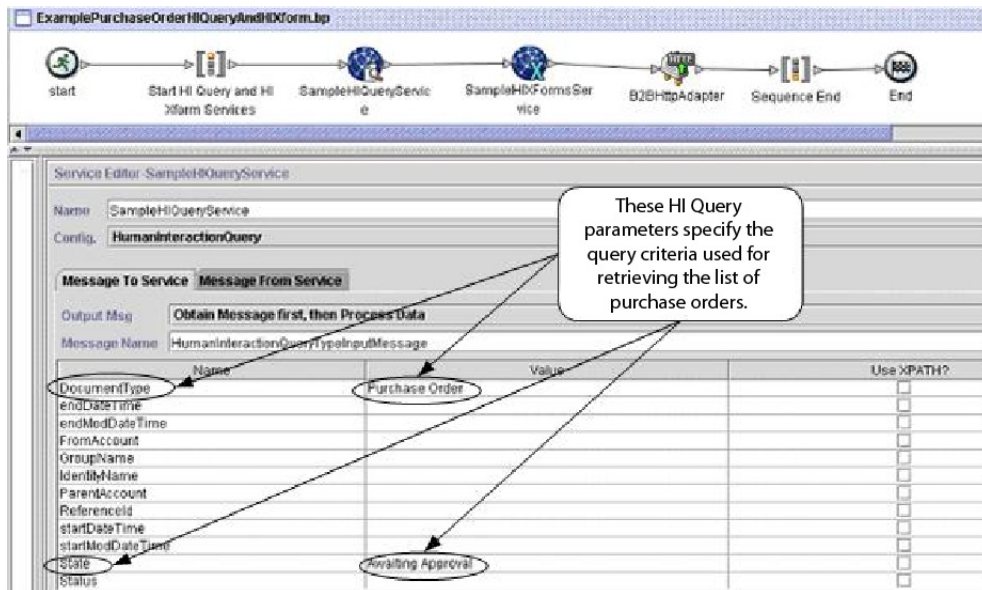 ExamplePurchaseOrderHIQueryAndHIXform.bp
start
Start HI Query and HI
Xform Services
SampleHIQueryServic
e
SampleHIXFormsSer
vice
B2BHttpAdapter
Sequence End
End
Service Editor-SampleHIQueryService
Name SampleHIQueryService
Config. HumanInteractionQuery
These HI Query
parameters specify the
query criteria used for
retrieving the list of
purchase orders.
Message To Service Message From Service
Output Msg Obtain Message first, then Process Data
Message Name HumanInteractionQueryTypeInputMessage
Name Value Use XPATH?
DocumentType Purchase Order
endDateTime
endModDateTime
FromAccount
GroupName
IdentityName
ParentAccount
ReferenceId
startDateTime
startModDateTime
State Awaiting Approval
Status